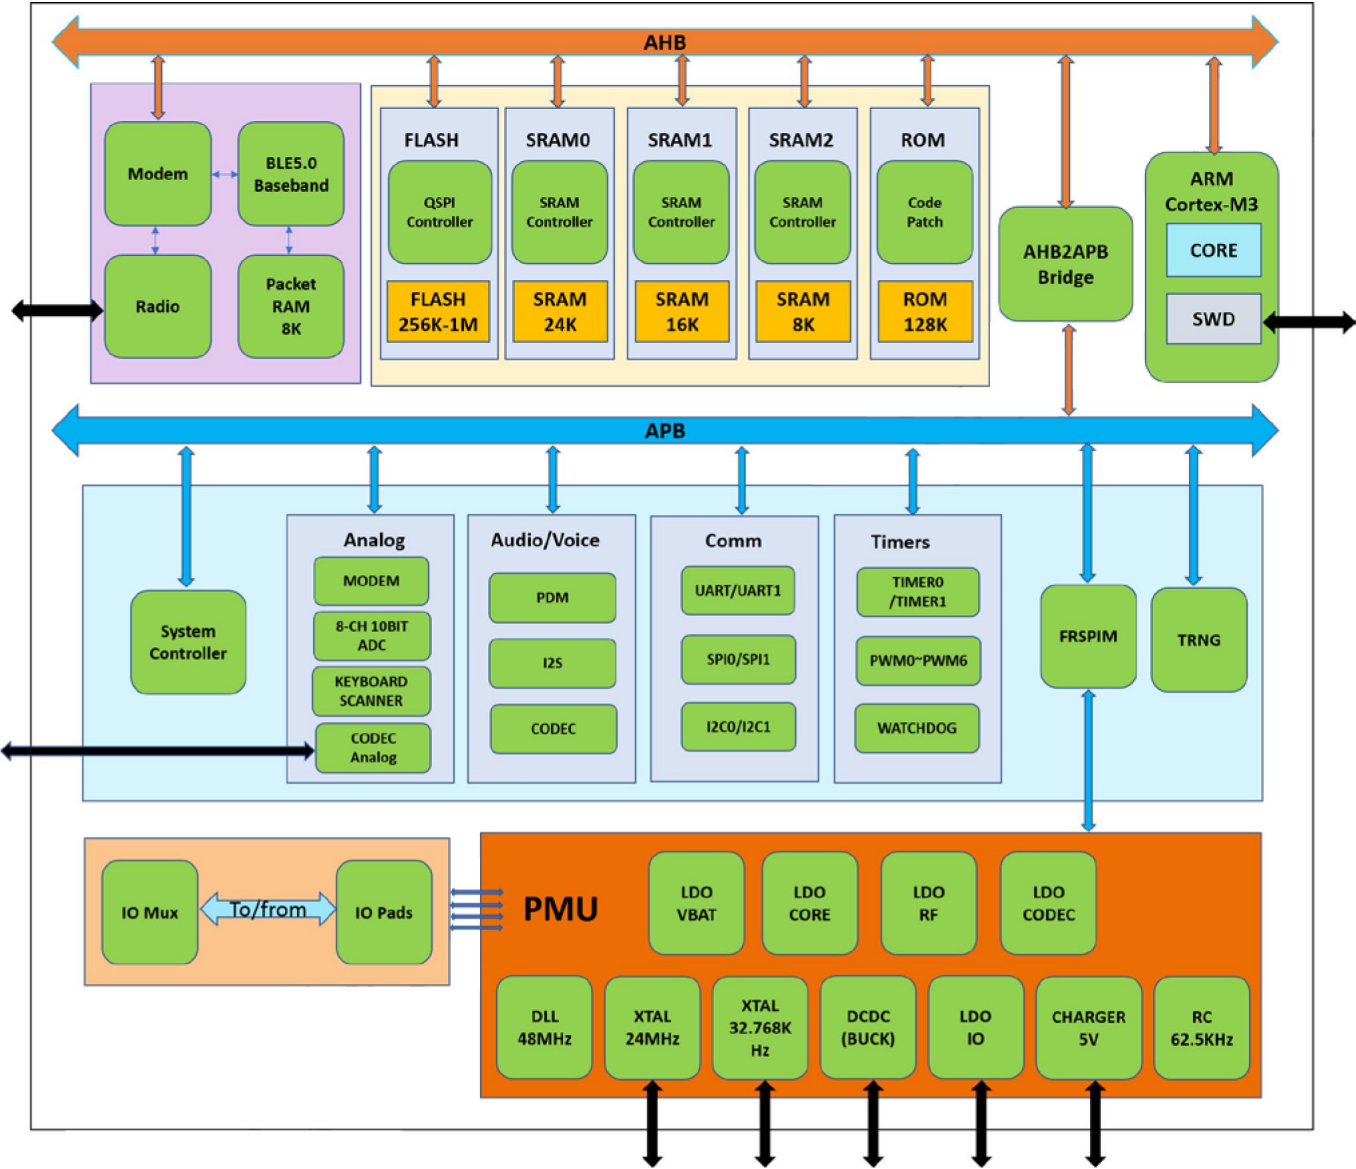 AHB
Modem
BLE5.0
Baseband
Radio
Packet
RAM
8K
FLASH
QSPI
Controller
FLASH
256K-1M
SRAM0
SRAM
Controller
SRAM
24K
SRAM1
SRAM
Controller
SRAM
16K
SRAM2
SRAM
Controller
SRAM
8K
ROM
Code
Patch
ROM
128K
AHB2APB
Bridge
ARM
Cortex-M3
CORE
SWD
APB
System
Controller
Analog
MODEM
8-CH 10BIT
ADC
KEYBOARD
SCANNER
CODEC
Analog
Audio/Voice
PDM
I2S
CODEC
Comm
UART/UART1
SPI0/SPI1
I2C0/I2C1
Timers
TIMER0
/TIMER1
PWM0~PWM6
WATCHDOG
FRSPIM
TRNG
IO Mux
To/from
IO Pads
PMU
LDO
VBAT
LDO
CORE
LDO
RF
LDO
CODEC
DLL
48MHz
XTAL
24MHz
XTAL
32.768K
Hz
DCDC
(BUCK)
LDO
IO
CHARGER
5V
RC
62.5KHz